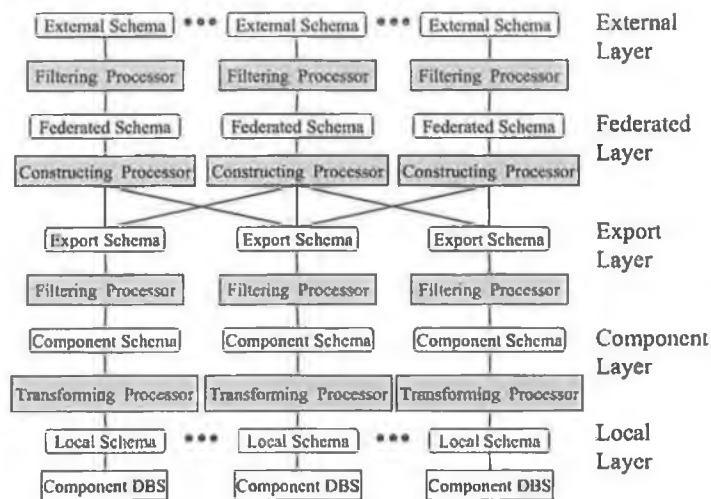 External Schema *** External Schema *** External Schema
External
Layer
Filtering Processor Filtering Processor Filtering Processor
Federated Schema Federated Schema Federated Schema
Federated
Layer
Constructing Processor Constructing Processor Constructing Processor
Export Schema Export Schema Export Schema
Export
Layer
Filtering Processor Filtering Processor Filtering Processor
Component Schema Component Schema Component Schema
Component
Layer
Transforming Processor Transforming Processor Transforming Processor
Local Schema *** Local Schema *** Local Schema
Local
Layer
Component DBS Component DBS Component DBS